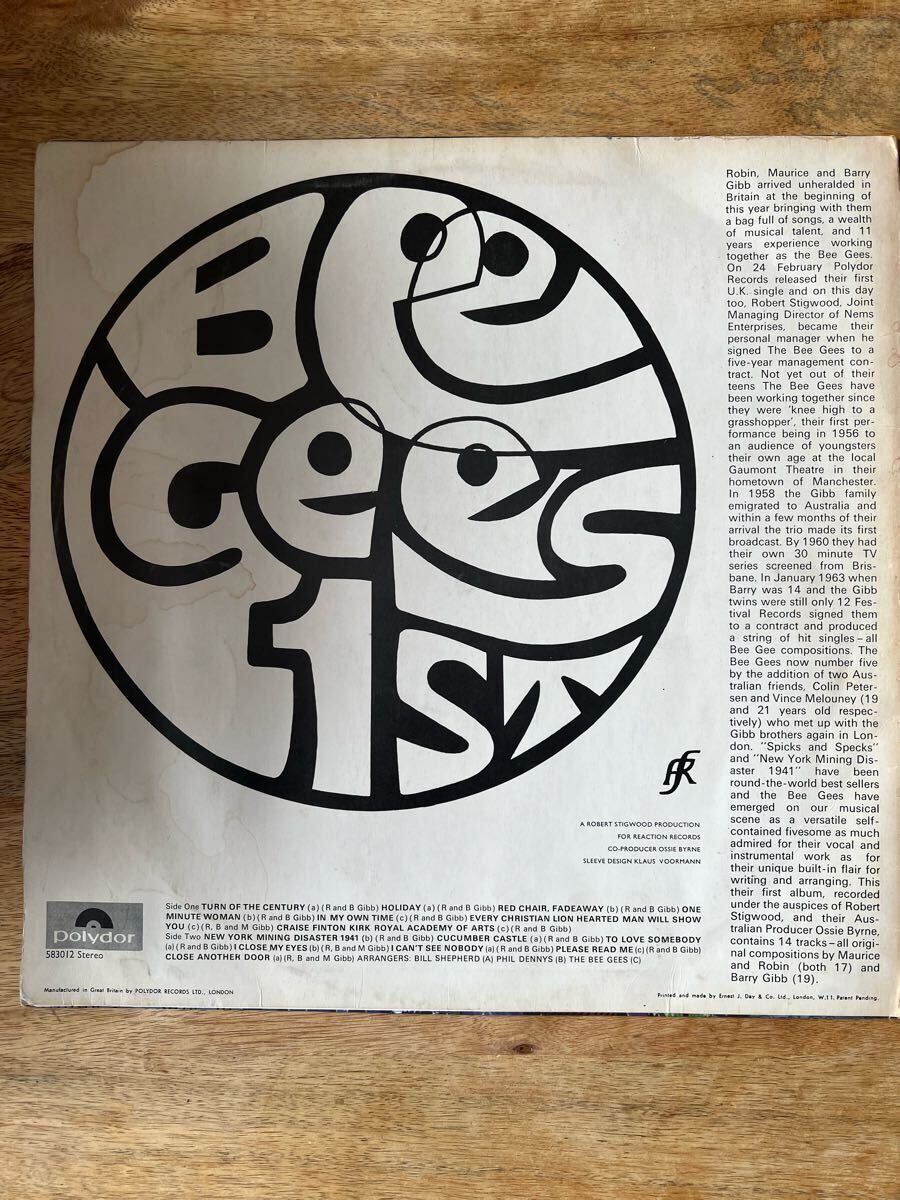 Bee
Gees
1st
Robin, Maurice and Barry
Gibb arrived unheralded in
Britain at the beginning of
this year bringing with them
a bag full of songs, a wealth
of musical talent, and 11
years experience working
together as the Bee Gees.
On 24 February Polydor
Records released their first
U.K. single and on this day
too, Robert Stigwood, Joint
Managing Director of Nems
Enterprises, became their
personal manager when he
signed The Bee Gees to a
five-year management con-
tract. Not yet out of their
teens The Bee Gees have
been working together since
they were 'knee high to a
grasshopper', their first per-
formance being in 1956 to
an audience of youngsters
their own age at the local
Gaumont Theatre in their
hometown of Manchester.
In 1958 the Gibb family
emigrated to Australia and
within a few months of their
arrival the trio made its first
broadcast. By 1960 they had
their own 30 minute TV
series screened from Bris-
bane. In January 1963 when
Barry was 14 and the Gibb
twins were still only 12 Fes-
tival Records signed them
to a contract and produced
a string of hit singles – all
Bee Gee compositions. The
Bee Gees now number five
by the addition of two Aus-
tralian friends, Colin Peter-
sen and Vince Melouney (19
and 21 years old respec-
tively) who met up with the
Gibb brothers again in Lon-
don. "Spicks and Specks"
and "New York Mining Dis-
aster 1941" have been
round-the-world best sellers
and the Bee Gees have
emerged on our musical
scene as a versatile self-
contained fivesome as much
admired for their vocal and
instrumental work as for
their unique built-in flair for
writing and arranging. This
their first album, recorded
under the auspices of Robert
Stigwood, and their Aus-
tralian Producer Ossie Byrne,
contains 14 tracks – all origi-
nal compositions by Maurice
and Robin (both 17) and
Barry Gibb (19).
A ROBERT STIGWOOD PRODUCTION
FOR REACTION RECORDS
CO-PRODUCER OSSIE BYRNE
SLEEVE DESIGN KLAUS VOORMANN
Side One TURN OF THE CENTURY (a) (R and B Gibb) HOLIDAY (a) (R and B Gibb) RED CHAIR, FADEAWAY (b) (R and B Gibb) ONE
MINUTE WOMAN (b) (R and B Gibb) IN MY OWN TIME (c) (R and B Gibb) EVERY CHRISTIAN LION HEARTED MAN WILL SHOW
YOU (c) (R, B and M Gibb) CRAISE FINTON KIRK ROYAL ACADEMY OF ARTS (c) (R and B Gibb)
Side Two NEW YORK MINING DISASTER 1941 (b) (R and B Gibb) CUCUMBER CASTLE (a) (R and B Gibb) TO LOVE SOMEBODY
(a) (R and B Gibb) I CLOSE MY EYES (b) (R, B and M Gibb) I CAN'T SEE NOBODY (a) (R and B Gibb) PLEASE READ ME (c) (R and B Gibb)
CLOSE ANOTHER DOOR (a) (R, B and M Gibb) ARRANGERS: BILL SHEPHERD (A) PHIL DENNYS (B) THE BEE GEES (C)
polydor
583012 Stereo
Manufactured in Great Britain by POLYDOR RECORDS LTD., LONDON
Printed and made by Ernest J. Day & Co. Ltd., London, W.11. Patent Pending.